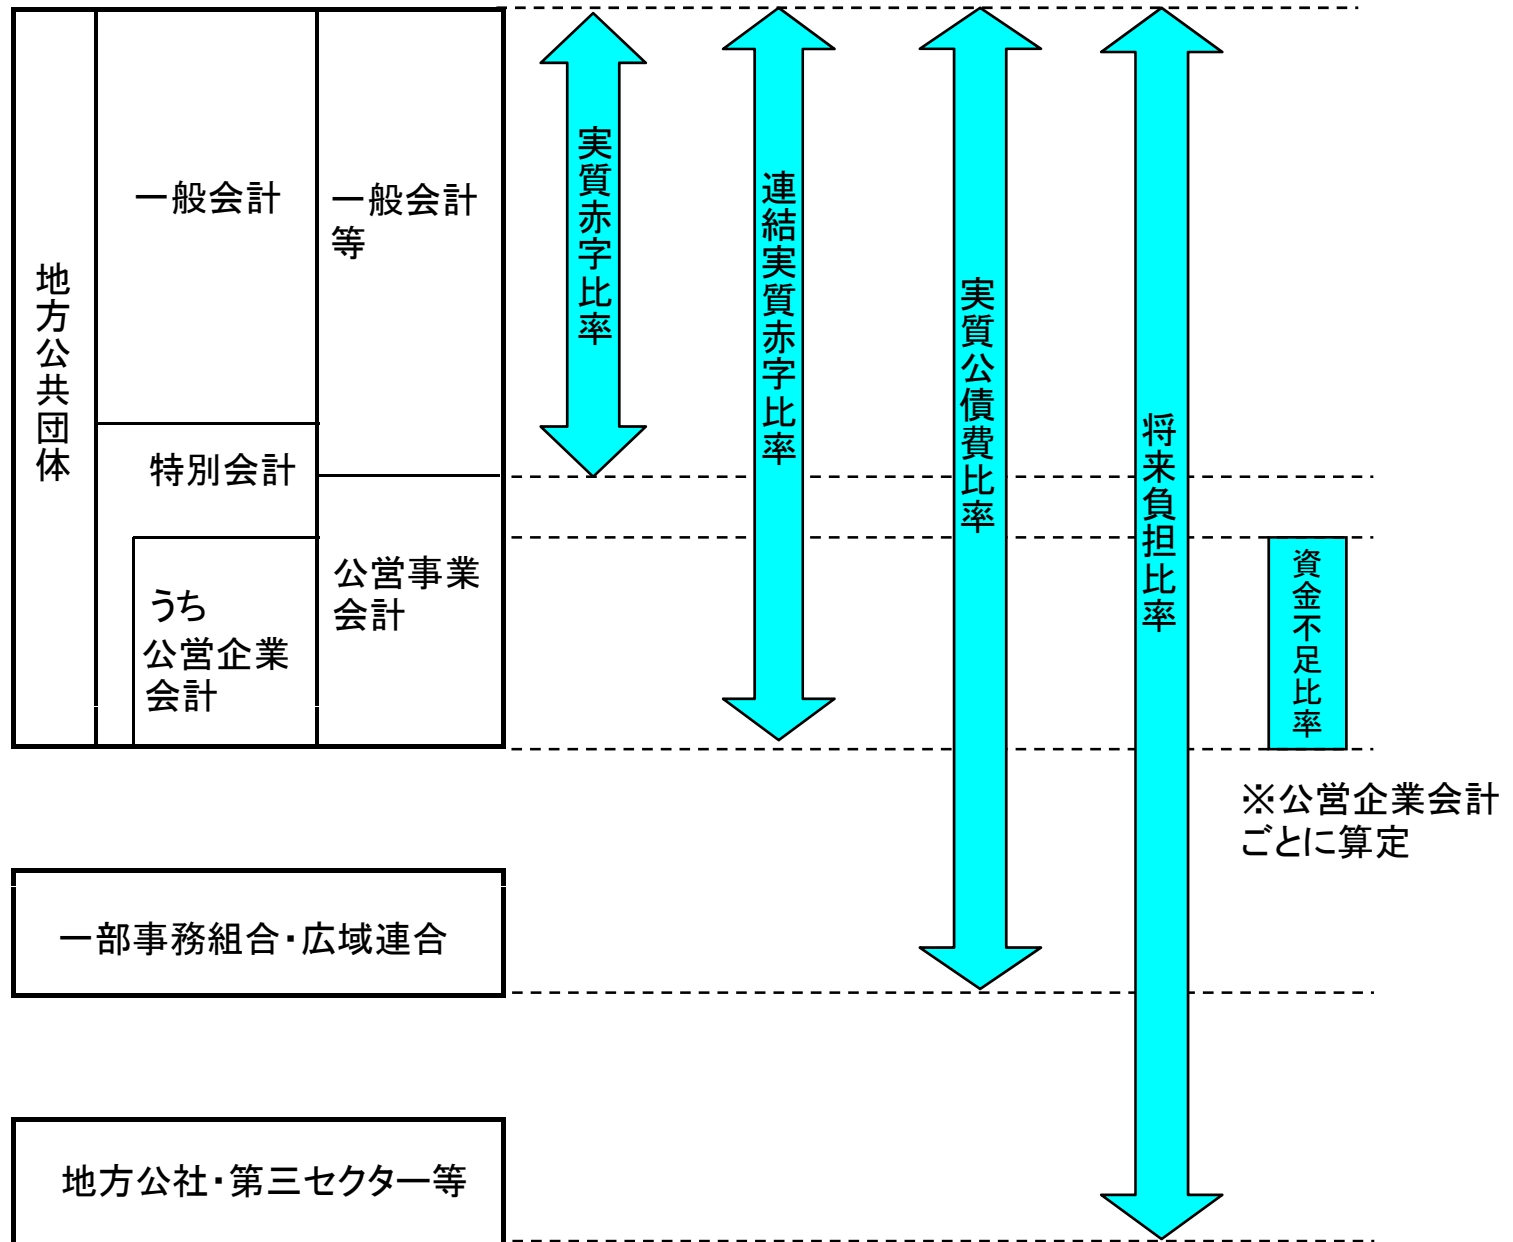 地方公共団体
一般会計
一般会計
等
特別会計
うち
公営企業
会計
公営事業
会計
実質赤字比率
連結実質赤字比率
実質公債費比率
将来負担比率
資金不足比率
※公営企業会計
ごとに算定
一部事務組合・広域連合
地方公社・第三セクター等